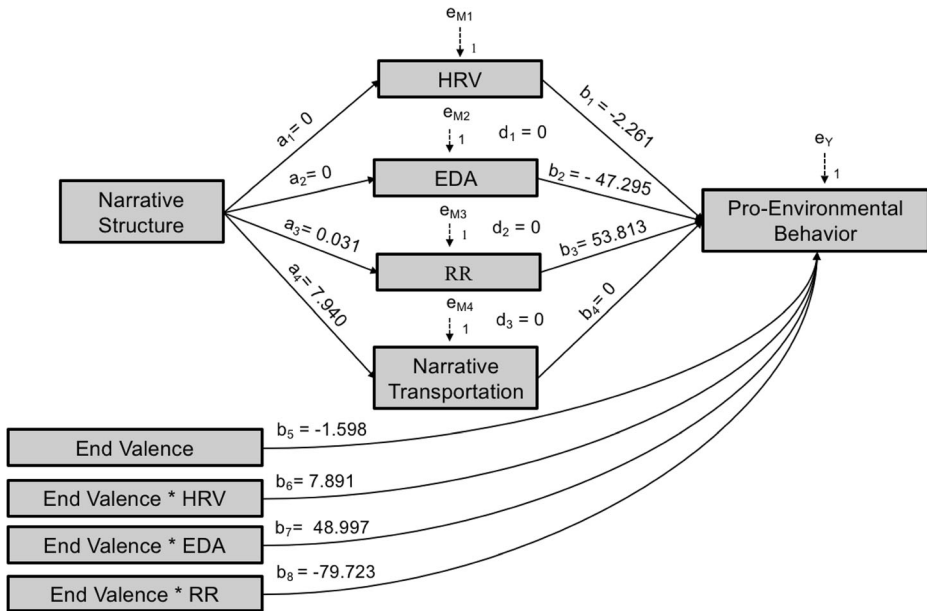 eM1
1
HRV
a1= 0
b1 = -2.261
eM2
1
d1 = 0
eY
1
a2= 0
EDA
b2 = - 47.295
Narrative
Structure
Pro-Environmental
Behavior
eM3
1
d2 = 0
a3= 0.031
RR
b3= 53.813
a4= 7.940
eM4
1
d3 = 0
b4= 0
Narrative
Transportation
b5 = -1.598
End Valence
b6= 7.891
End Valence * HRV
b7= 48.997
End Valence * EDA
b8= -79.723
End Valence * RR